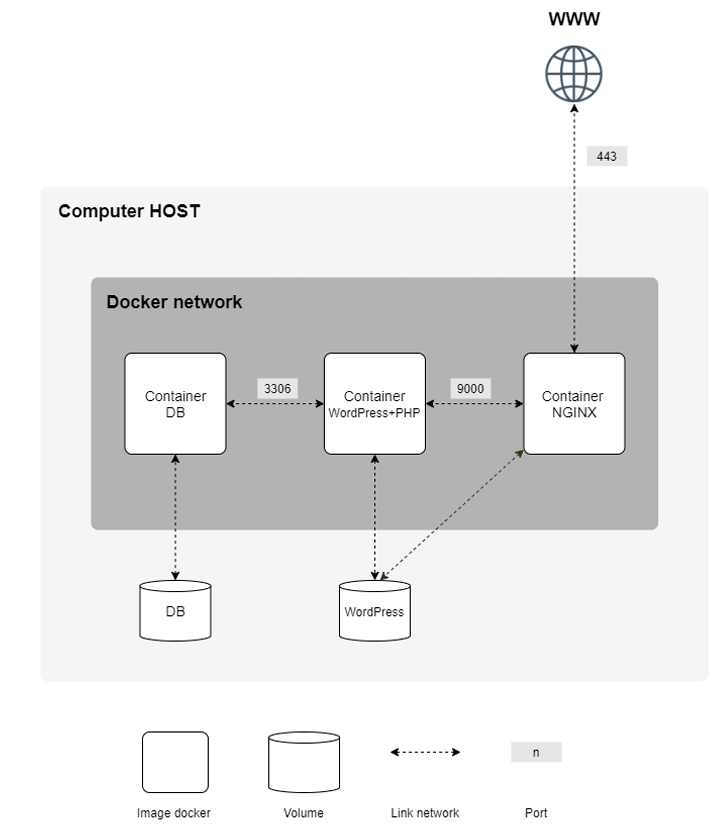 WWW
443
Computer HOST
Docker network
Container
DB
3306
Container
WordPress+PHP
9000
Container
NGINX
DB
WordPress
n
Image docker
Volume
Link network
Port